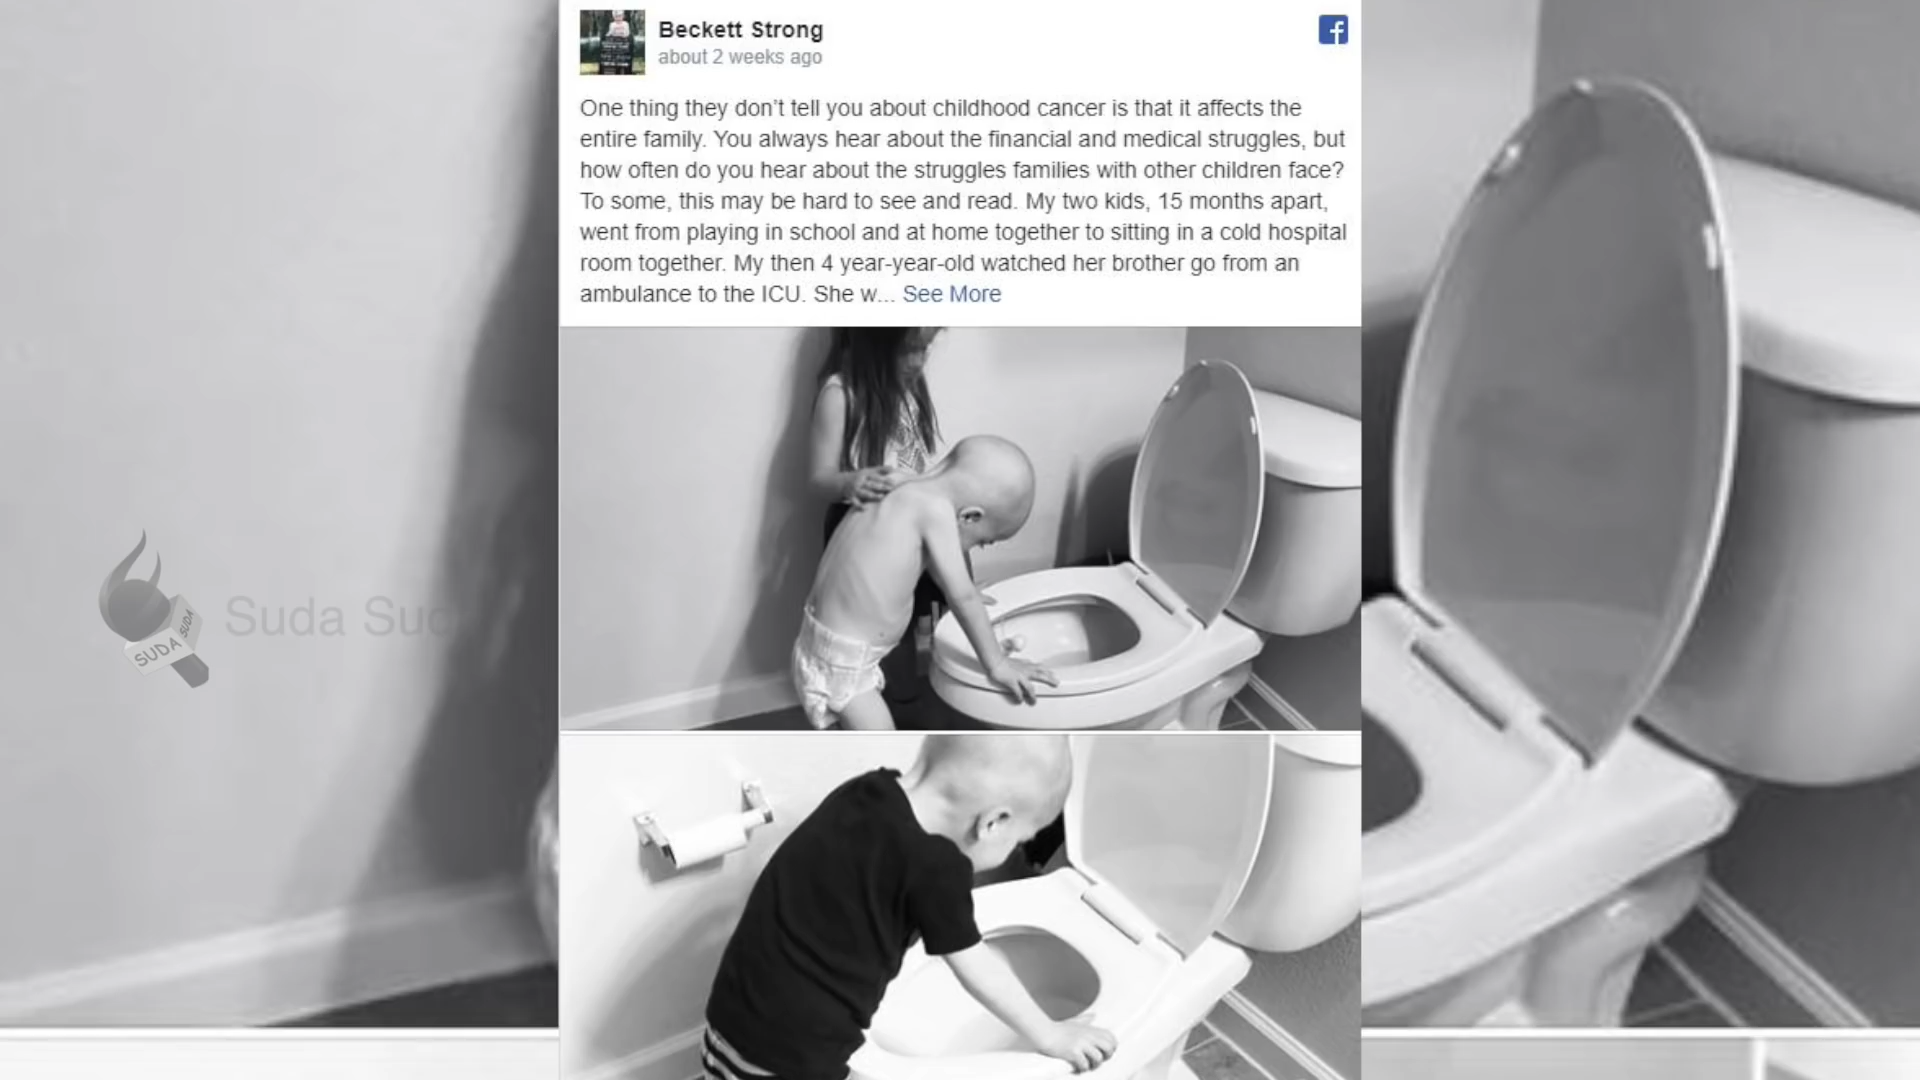 Beckett Strong
about 2 weeks ago
One thing they don't tell you about childhood cancer is that it affects the
entire family. You always hear about the financial and medical struggles, but
how often do you hear about the struggles families with other children face?
To some, this may be hard to see and read. My two kids, 15 months apart,
went from playing in school and at home together to sitting in a cold hospital
room together. My then 4 year-year-old watched her brother go from an
ambulance to the ICU. She w... See More
Suda Sud
SUDA SUDA